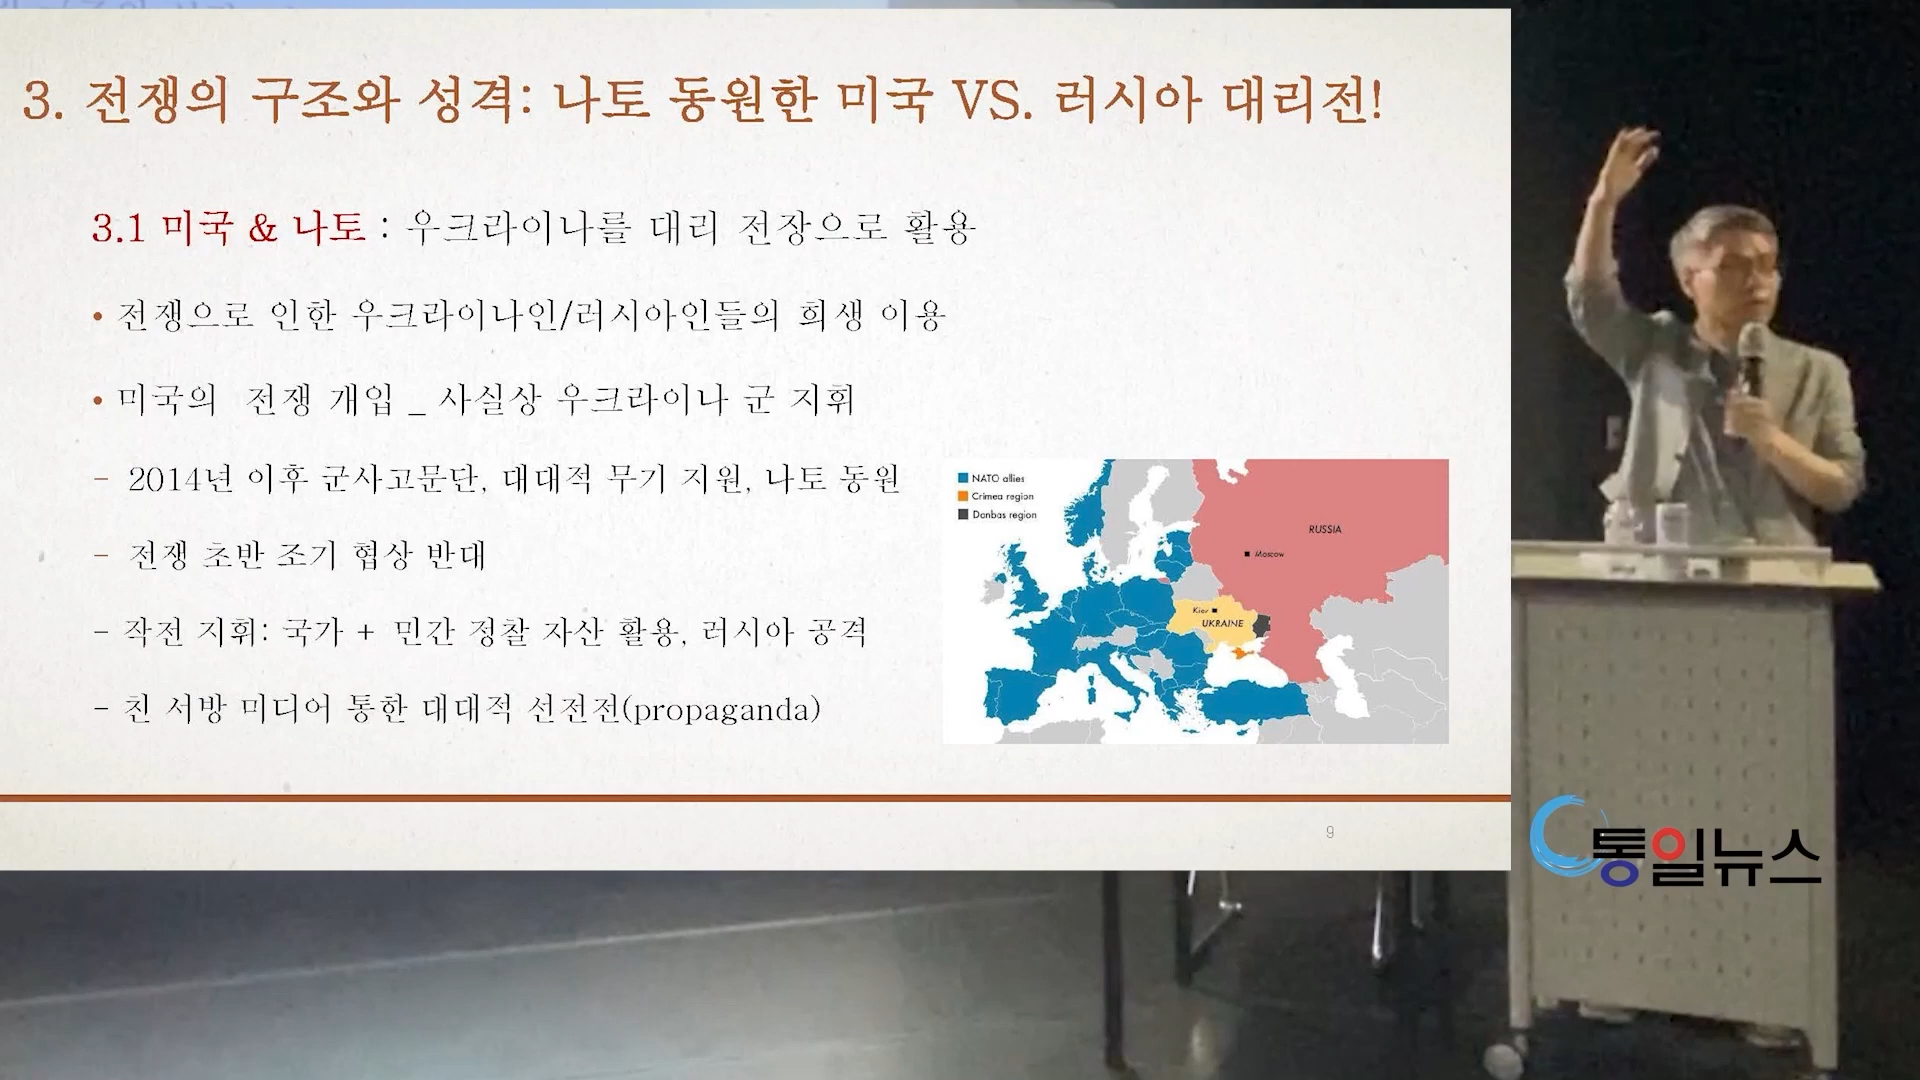 3. 전쟁의 구조와 성격: 나토 동원한 미국 VS. 러시아 대리전!
3.1 미국 & 나토 : 우크라이나를 대리 전장으로 활용
• 전쟁으로 인한 우크라이나인/러시아인들의 희생 이용
• 미국의 전쟁 개입 _ 사실상 우크라이나 군 지휘
- 2014년 이후 군사고문단, 대대적 무기 지원, 나토 동원
- 전쟁 초반 조기 협상 반대
- 작전 지휘: 국가 + 민간 정찰 자산 활용, 러시아 공격
- 친 서방 미디어 통한 대대적 선전전(propaganda)
NATO allies
Crimea region
Donbas region
RUSSIA
Moscow
Kiev
UKRAINE
9
통일뉴스